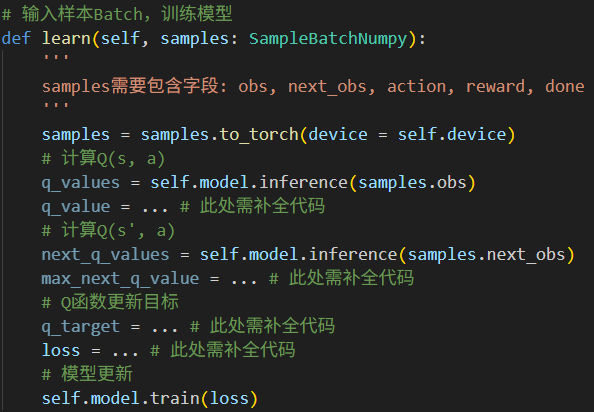 # 输入样本Batch，训练模型
def learn(self, samples: SampleBatchNumpy):
    '''
    samples需要包含字段: obs, next_obs, action, reward, done
    '''
    samples = samples.to_torch(device = self.device)
    # 计算Q(s, a)
    q_values = self.model.inference(samples.obs)
    q_value = ... # 此处需补全代码
    # 计算Q(s', a)
    next_q_values = self.model.inference(samples.next_obs)
    max_next_q_value = ... # 此处需补全代码
    # Q函数更新目标
    q_target = ... # 此处需补全代码
    loss = ... # 此处需补全代码
    # 模型更新
    self.model.train(loss)